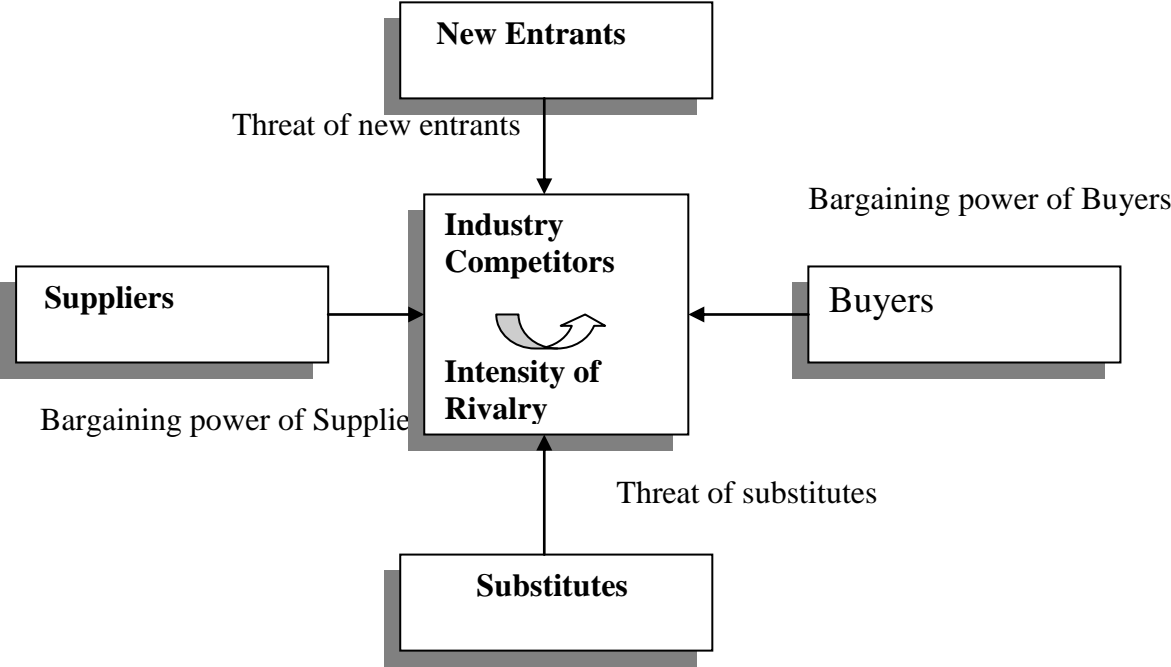 New Entrants
Threat of new entrants
Bargaining power of Buyers
Industry
Competitors
Suppliers
Buyers
Intensity of
Rivalry
Bargaining power of Supplie
Threat of substitutes
Substitutes